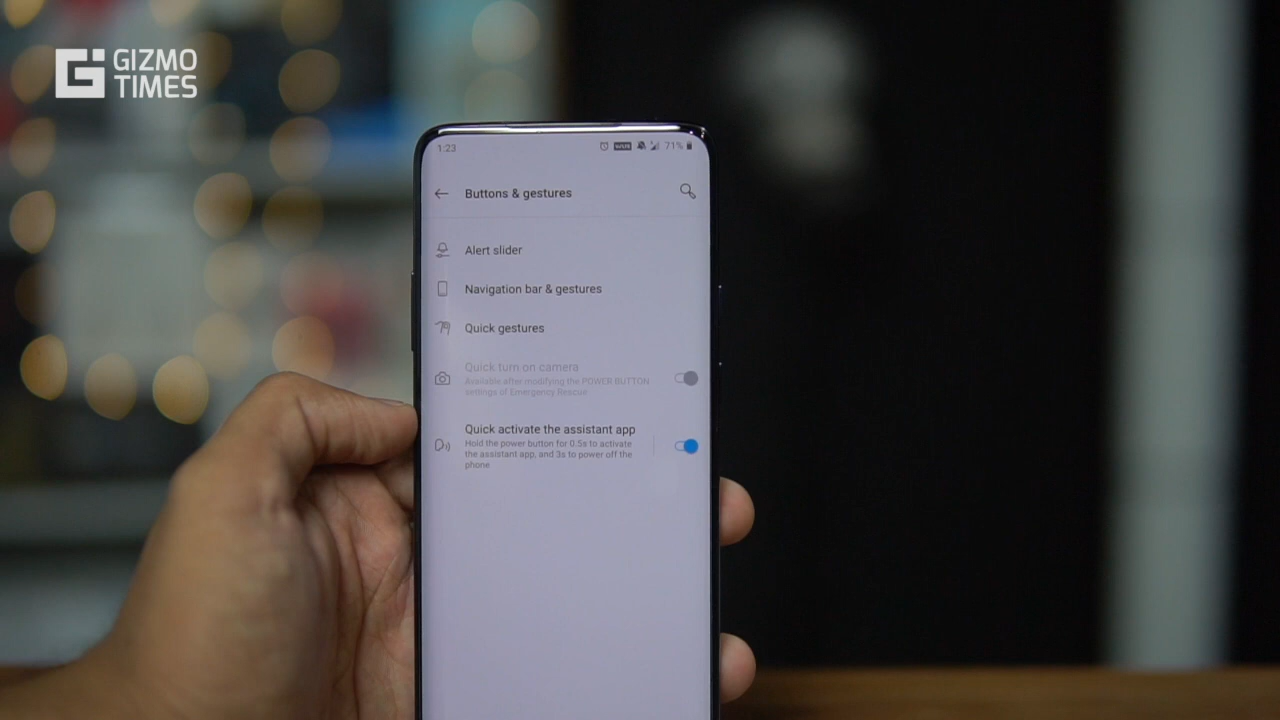 GIZMO
TIMES
1:23
71%
Buttons & gestures
Alert slider
Navigation bar & gestures
Quick gestures
Quick turn on camera
Available after modifying the POWER BUTTON
settings of Emergency Rescue
Quick activate the assistant app
Hold the power button for 0.5s to activate
the assistant app, and 3s to power off the
phone